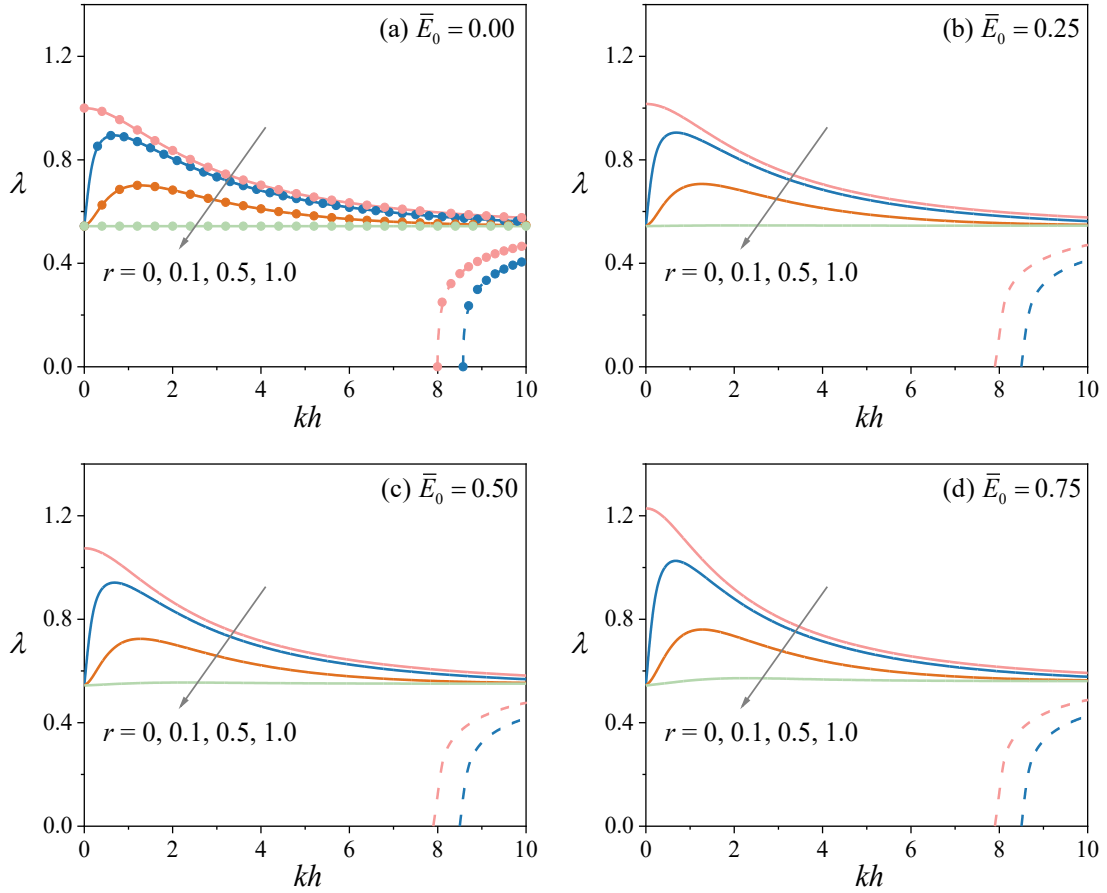 (a) E̅₀ = 0.00
1.2
0.8
λ
0.4
r = 0, 0.1, 0.5, 1.0
0.0
0 2 4 6 8 10
kh
(b) E̅₀ = 0.25
1.2
0.8
λ
0.4
r = 0, 0.1, 0.5, 1.0
0.0
0 2 4 6 8 10
kh
(c) E̅₀ = 0.50
1.2
0.8
λ
0.4
r = 0, 0.1, 0.5, 1.0
0.0
0 2 4 6 8 10
kh
(d) E̅₀ = 0.75
1.2
0.8
λ
0.4
r = 0, 0.1, 0.5, 1.0
0.0
0 2 4 6 8 10
kh